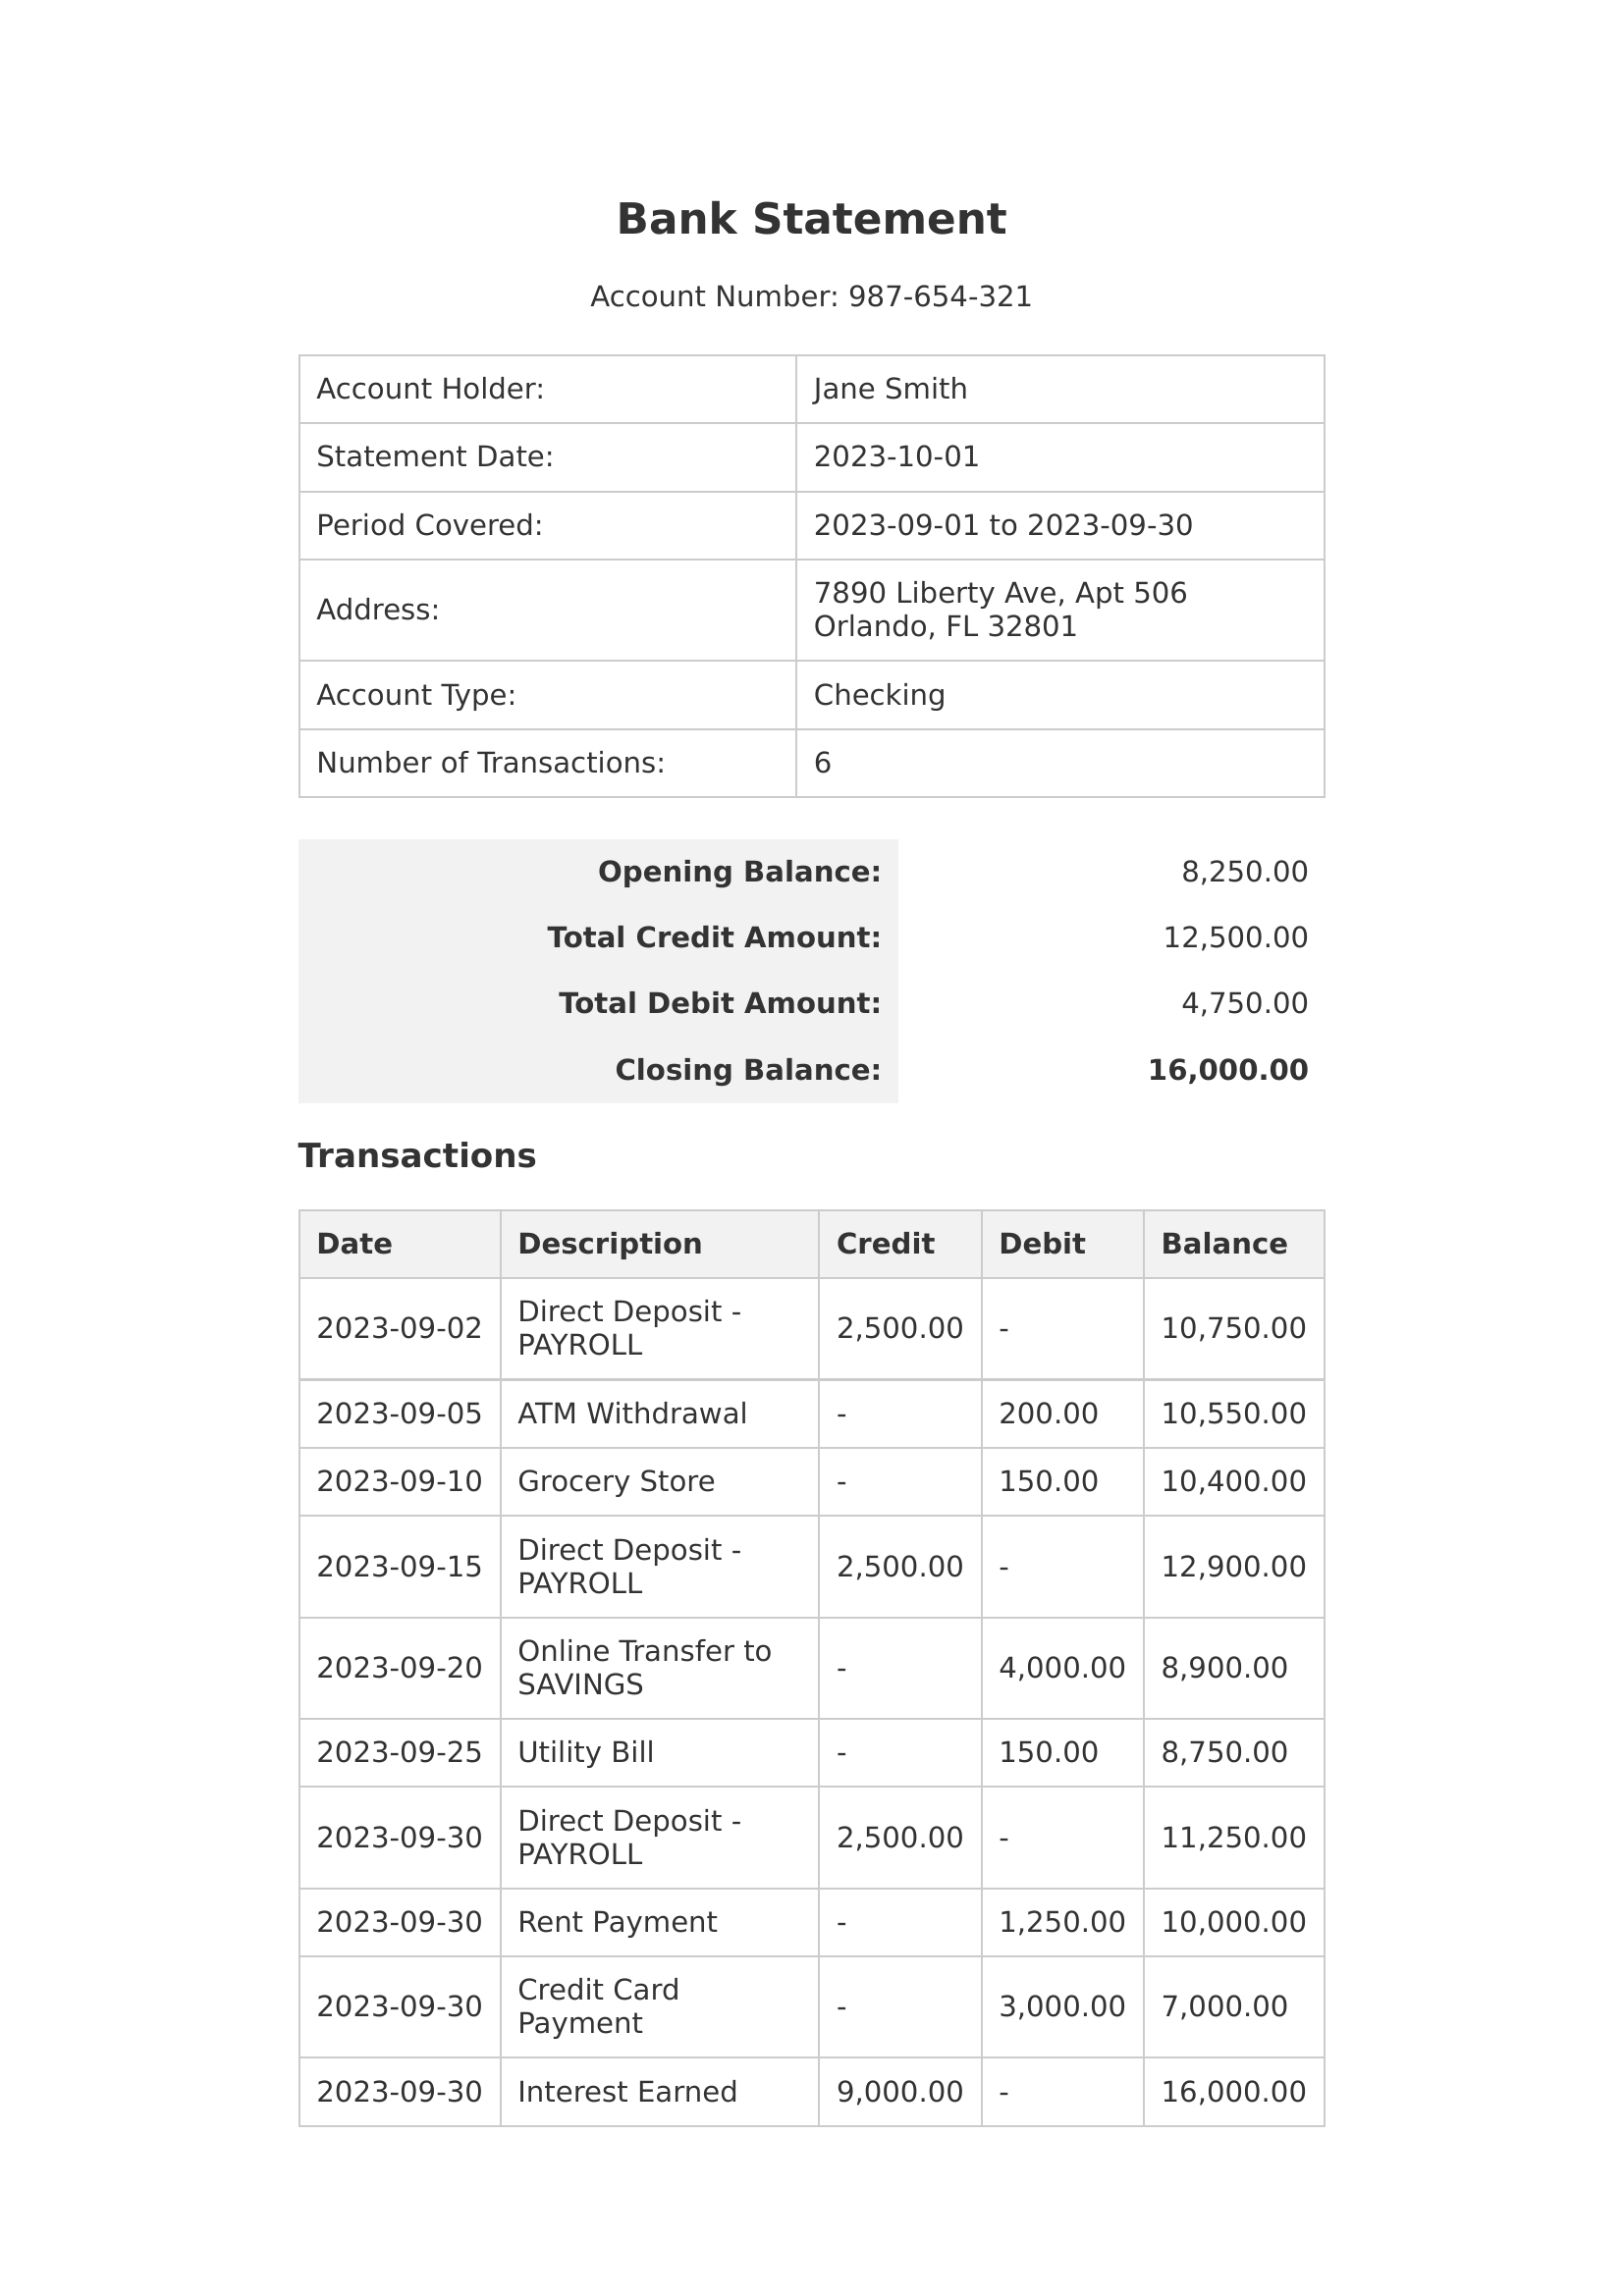 Bank Statement
Account Number: 987-654-321
Account Holder: Jane Smith
Statement Date: 2023-10-01
Period Covered: 2023-09-01 to 2023-09-30
Address: 7890 Liberty Ave, Apt 506
Orlando, FL 32801
Account Type: Checking
Number of Transactions: 6
Opening Balance: 8,250.00
Total Credit Amount: 12,500.00
Total Debit Amount: 4,750.00
Closing Balance: 16,000.00
Transactions
Date Description Credit Debit Balance
2023-09-02 Direct Deposit - PAYROLL 2,500.00 - 10,750.00
2023-09-05 ATM Withdrawal - 200.00 10,550.00
2023-09-10 Grocery Store - 150.00 10,400.00
2023-09-15 Direct Deposit - PAYROLL 2,500.00 - 12,900.00
2023-09-20 Online Transfer to SAVINGS - 4,000.00 8,900.00
2023-09-25 Utility Bill - 150.00 8,750.00
2023-09-30 Direct Deposit - PAYROLL 2,500.00 - 11,250.00
2023-09-30 Rent Payment - 1,250.00 10,000.00
2023-09-30 Credit Card Payment - 3,000.00 7,000.00
2023-09-30 Interest Earned 9,000.00 - 16,000.00